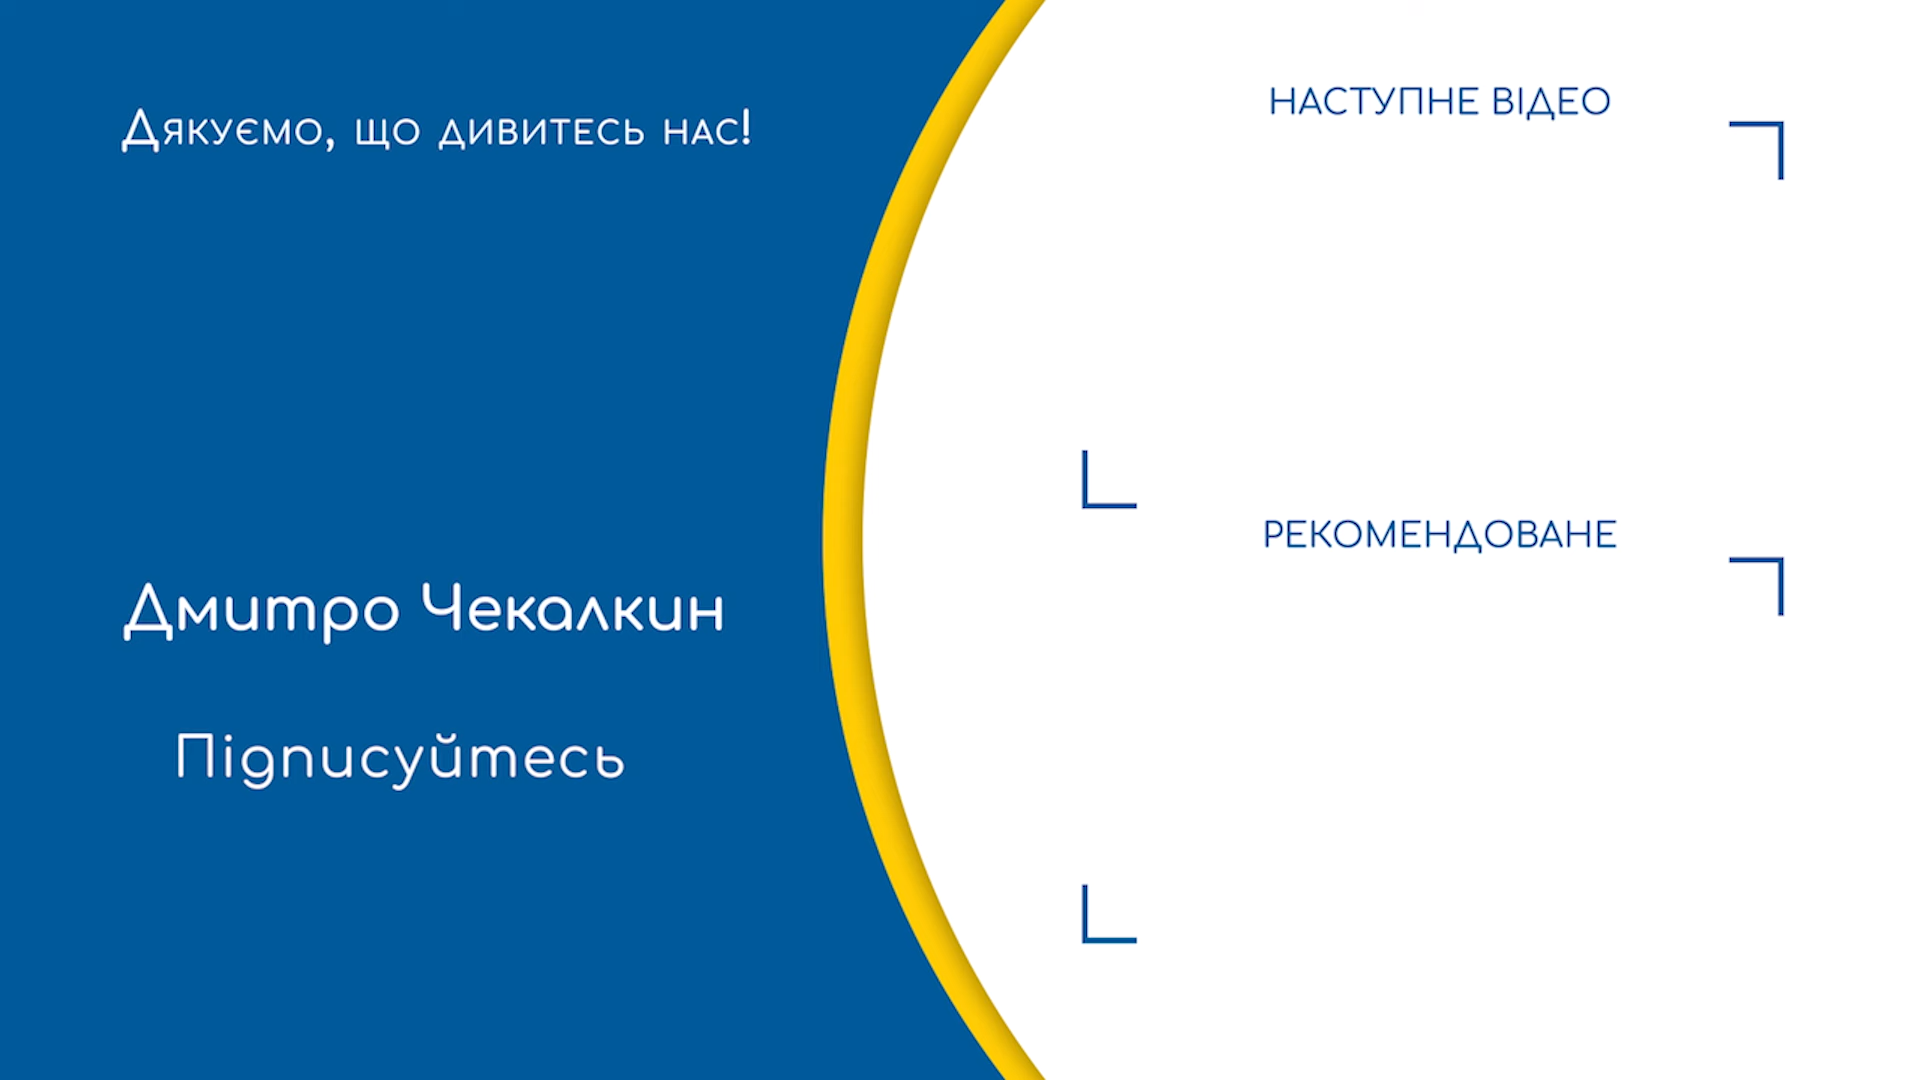 Дякуємо, що дивитесь нас!
Дмитро Чекалкин
Підписуйтесь
НАСТУПНЕ ВІДЕО
РЕКОМЕНДОВАНЕ